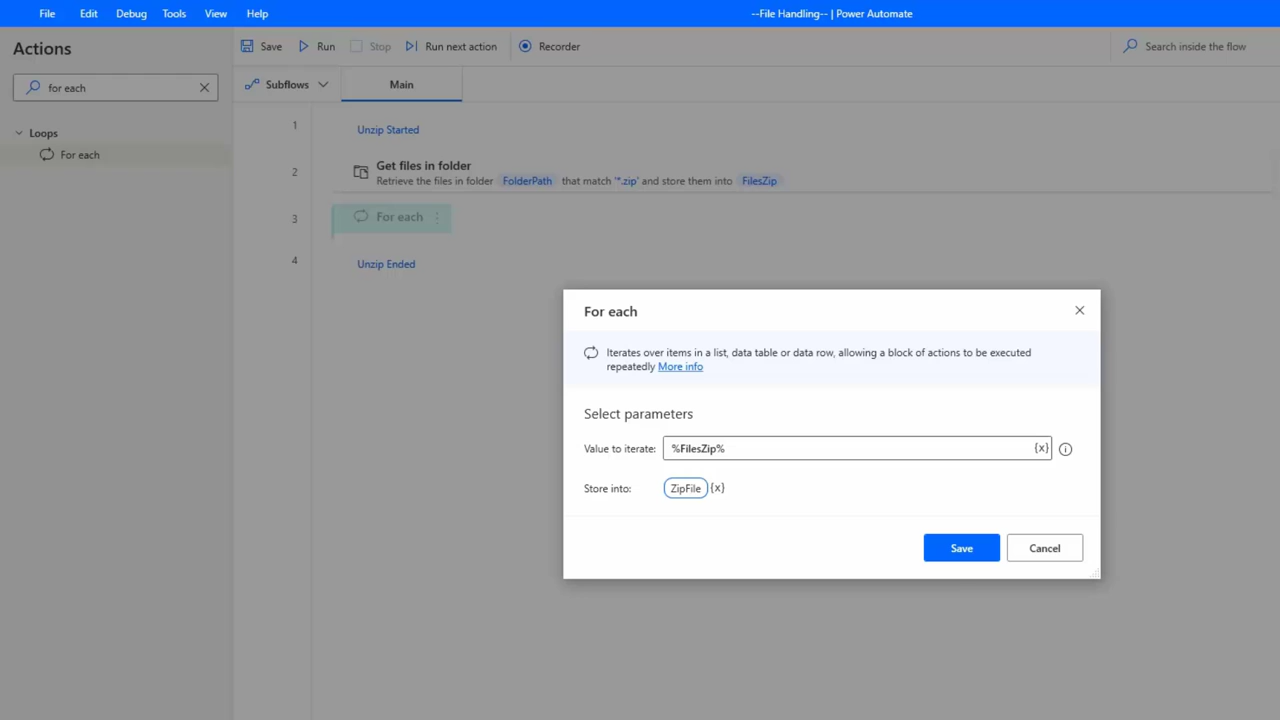 File Edit Debug Tools View Help --File Handling-- | Power Automate
Actions
Save Run Stop Run next action Recorder Search inside the flow
for each
Subflows Main
Loops
For each
1 Unzip Started
2 Get files in folder
Retrieve the files in folder FolderPath that match '*.zip' and store them into FilesZip
3 For each
4 Unzip Ended
For each
Iterates over items in a list, data table or data row, allowing a block of actions to be executed
repeatedly More info
Select parameters
Value to iterate: %FilesZip% {x}
Store into: ZipFile {x}
Save Cancel